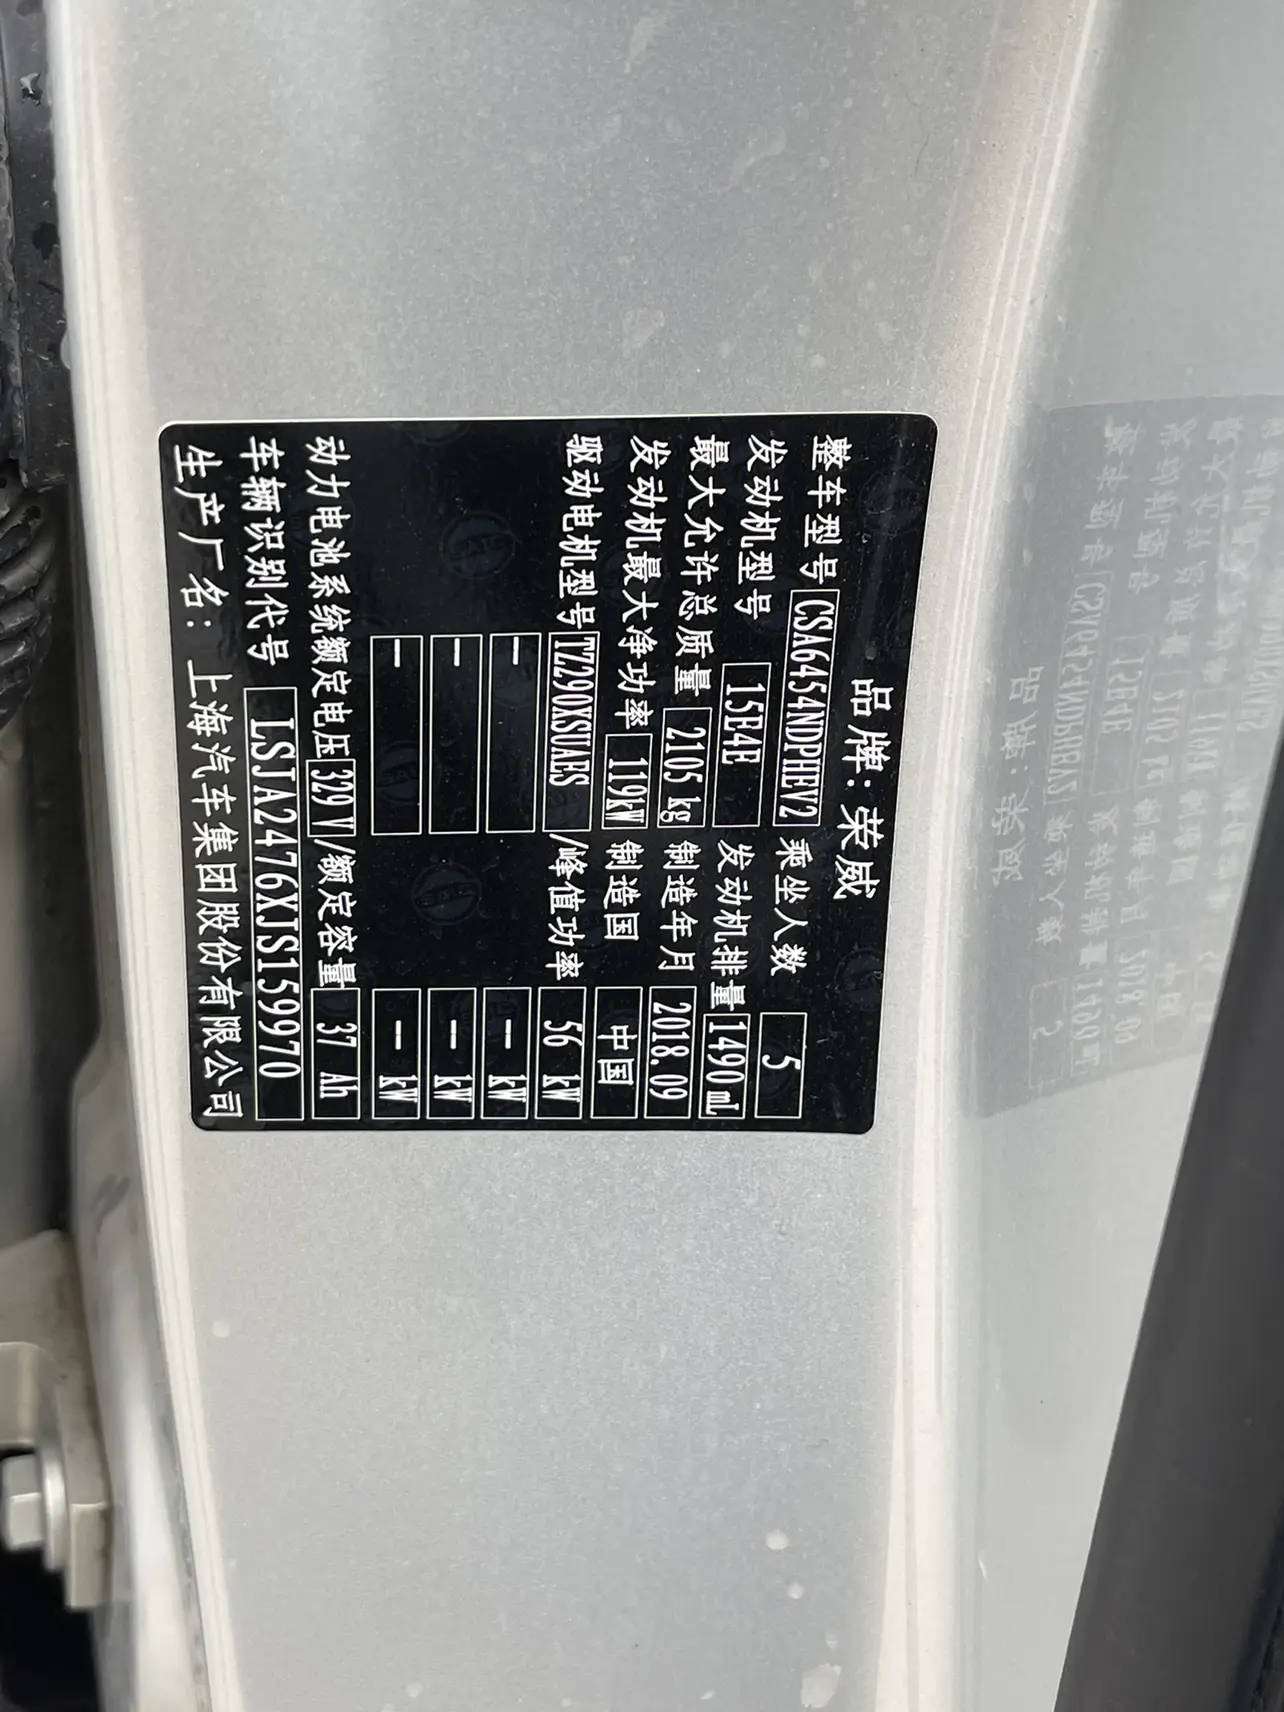 品牌：荣威
整车型号 CSA6454NDPHEV2 乘坐人数 5
发动机型号 15E4E 发动机排量 1490 mL
最大允许总质量 2105 kg 制造年月 2018.09
发动机最大净功率 119kW 制造国 中国
驱动电机型号 TZ290XSUAES /峰值功率 56 kW
— — kW
— — kW
— — kW
动力电池系统额定电压 329 V /额定容量 37 Ah
车辆识别代号 LSJA2476XJS159970
生产厂名：上海汽车集团股份有限公司